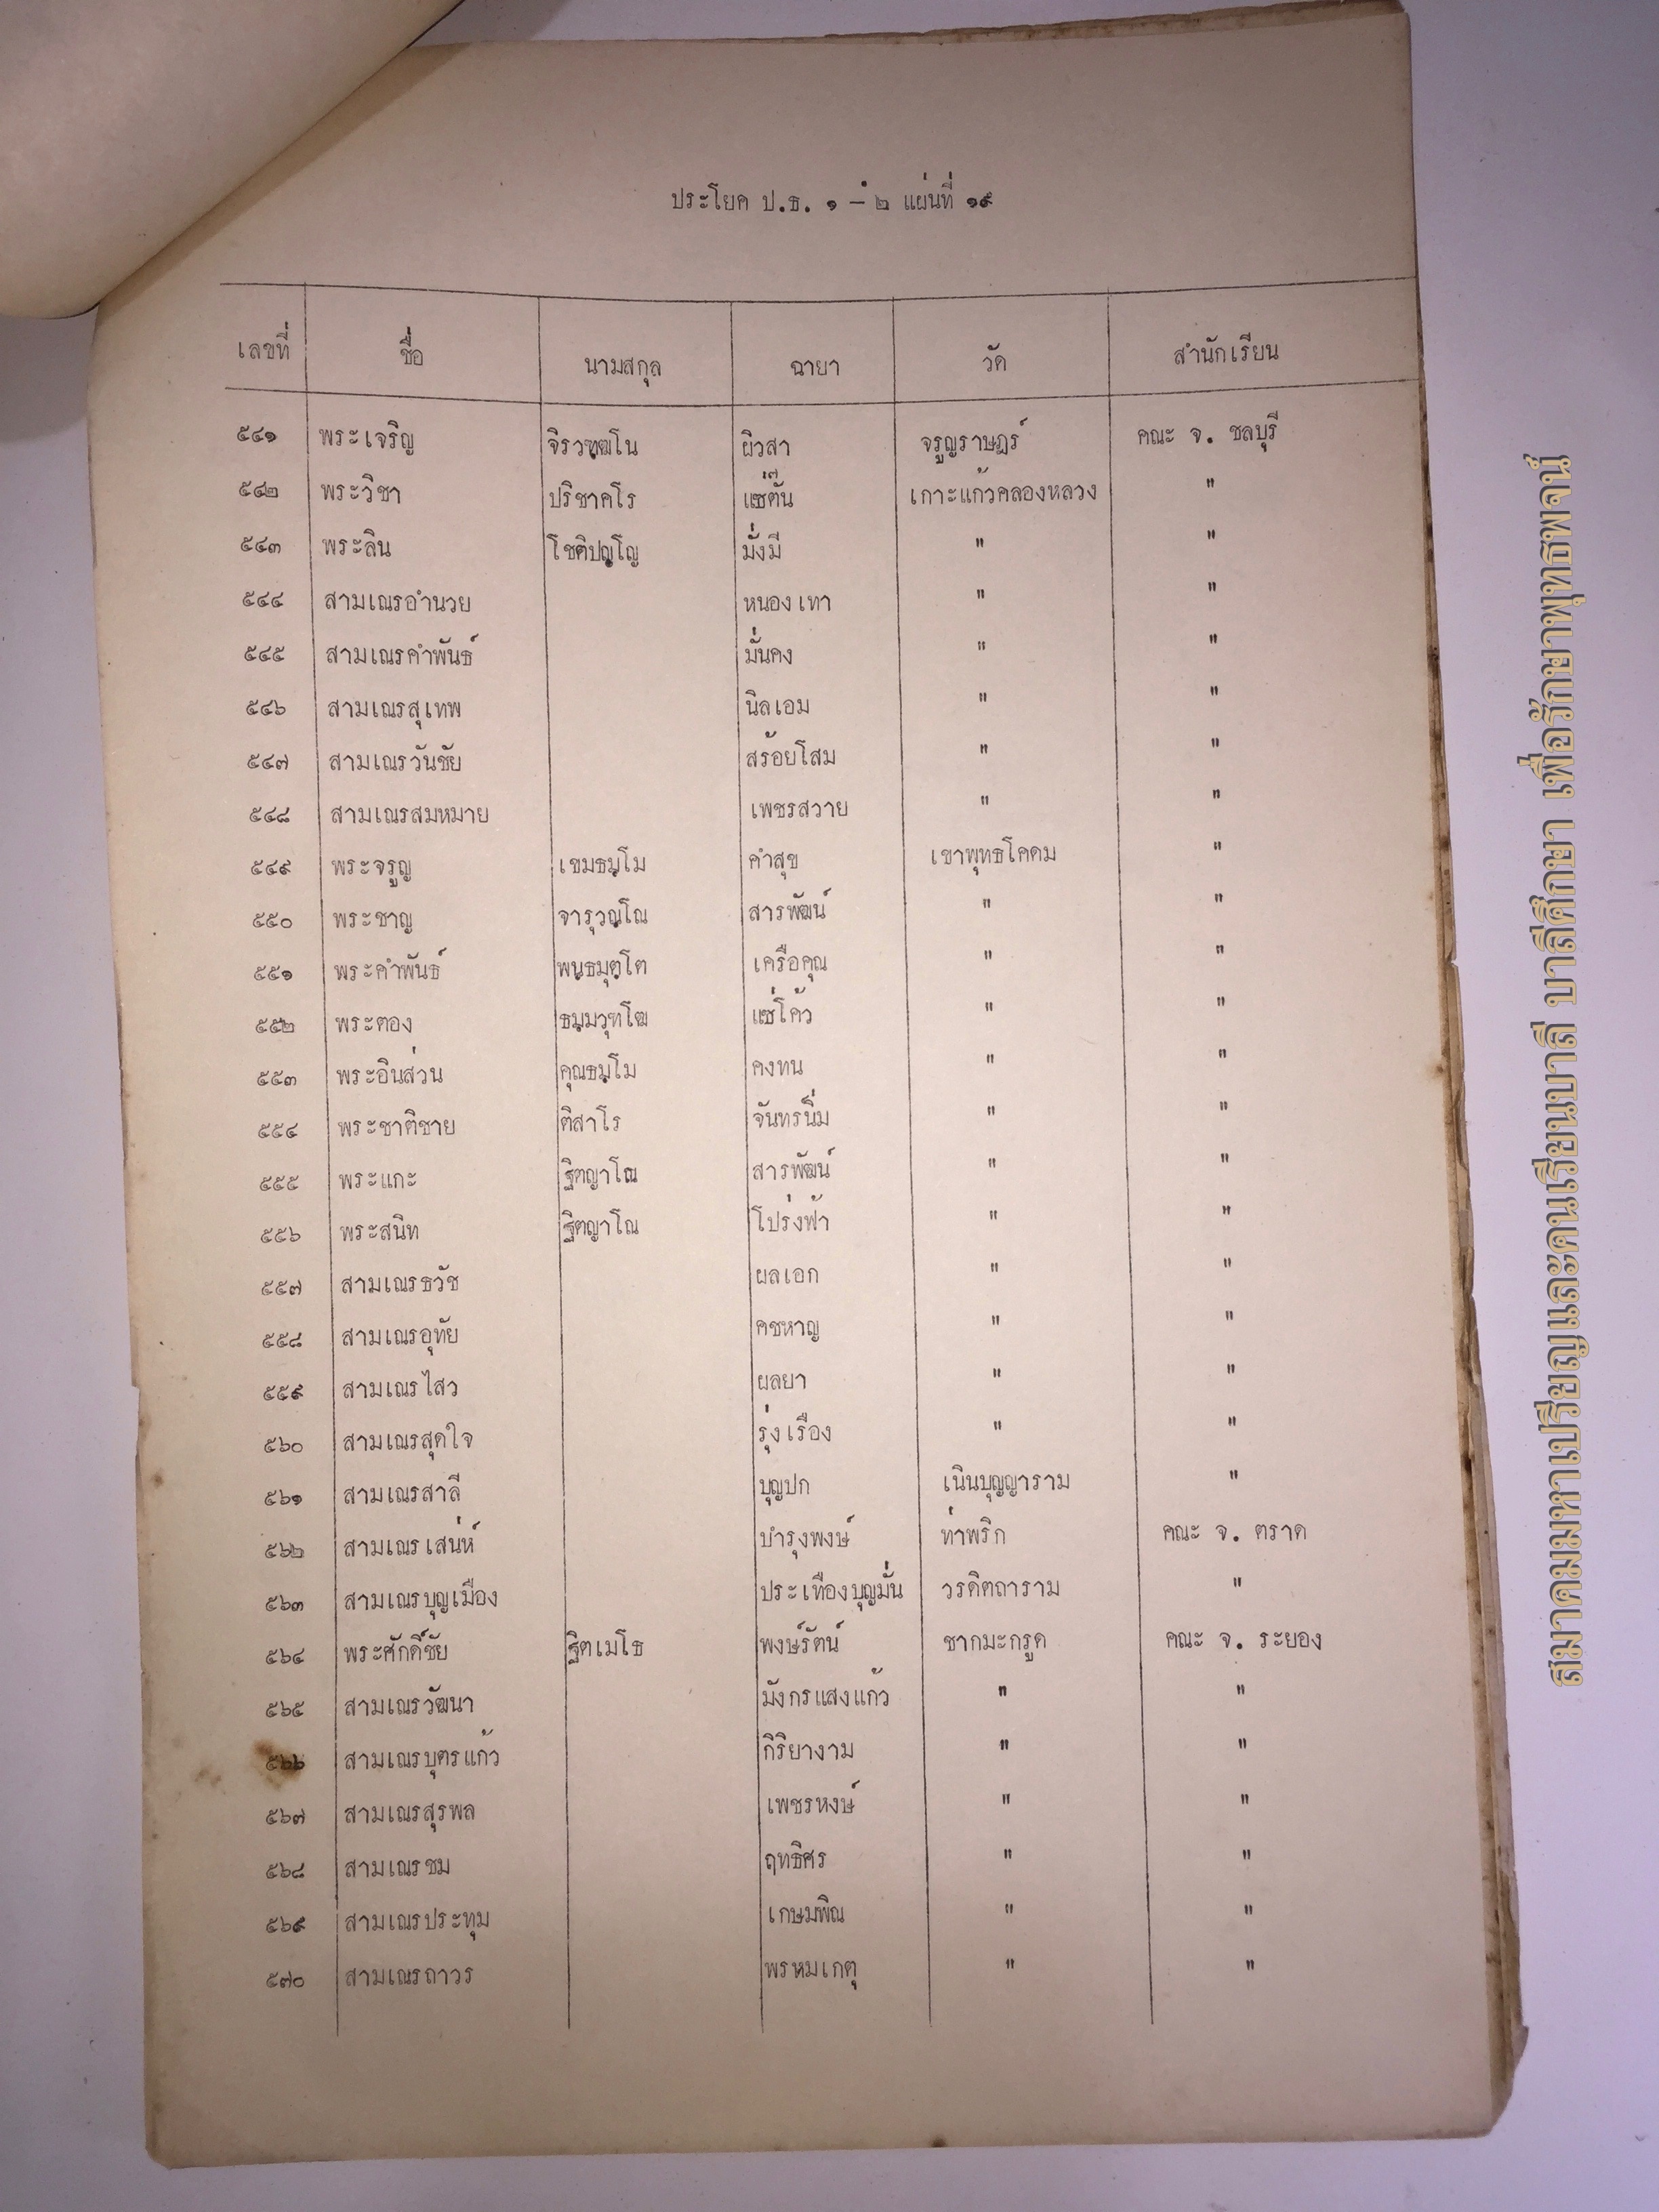 ประโยค ป.ธ. ๑ - ๒ แผ่นที่ ๑๙
เลขที่ ชื่อ นามสกุล ฉายา วัด สำนักเรียน
๕๔๑ พระเจริญ จิรวฑฺฒโน ผิวสา จรูญราษฎร์ คณะ จ. ชลบุรี
๕๔๒ พระวิชา ปริชาคโร แซ่ตั๊น เกาะแก้วคลองหลวง "
๕๔๓ พระลิน โชติปญฺโญ มั่งมี " "
๕๔๔ สามเณรอำนวย หนองเทา " "
๕๔๕ สามเณรคำพันธ์ มั่นคง " "
๕๔๖ สามเณรสุเทพ นิลเอม " "
๕๔๗ สามเณรวันชัย สร้อยโสม " "
๕๔๘ สามเณรสมหมาย เพชรสวาย " "
๕๔๙ พระจรูญ เขมธมฺโม คำสุข เขาพุทธโคดม "
๕๕๐ พระชาญ จารุวณฺโณ สารพัฒน์ " "
๕๕๑ พระคำพันธ์ พนฺธมุตฺโต เครือคุณ " "
๕๕๒ พระตอง ธมฺมวุฑโฒ แซ่โค้ว " "
๕๕๓ พระอินส่วน คุณธมฺโม คงทน " "
๕๕๔ พระชาติชาย ติสาโร จันทรนิ่ม " "
๕๕๕ พระแกะ ฐิตญาโณ สารพัฒน์ " "
๕๕๖ พระสนิท ฐิตญาโณ โปร่งฟ้า " "
๕๕๗ สามเณรธวัช ผลเอก " "
๕๕๘ สามเณรอุทัย คชหาญ " "
๕๕๙ สามเณรไสว ผลยา " "
๕๖๐ สามเณรสุดใจ รุ่งเรือง " "
๕๖๑ สามเณรสาลี บุญปก เนินบุญญาราม "
๕๖๒ สามเณรเสน่ห์ บำรุงพงษ์ ท่าพริก คณะ จ. ตราด
๕๖๓ สามเณรบุญเมือง ประเทืองบุญมั่น วรดิตถาราม "
๕๖๔ พระศักดิ์ชัย ฐิตเมโธ พงษ์รัตน์ ชากมะกรูด คณะ จ. ระยอง
๕๖๕ สามเณรวัฒนา มังกรแสงแก้ว " "
๕๖๖ สามเณรบุตรแก้ว กิริยางาม " "
๕๖๗ สามเณรสุรพล เพชรหงษ์ " "
๕๖๘ สามเณรชม ฤทธิศร " "
๕๖๙ สามเณรประทุม เกษมพิณ " "
๕๗๐ สามเณรถาวร พรหมเกตุ " "
สมาคมมหาเปรียญและคนเรียนบาลี บาลีศึกษา เพื่อรักษาพุทธพจน์